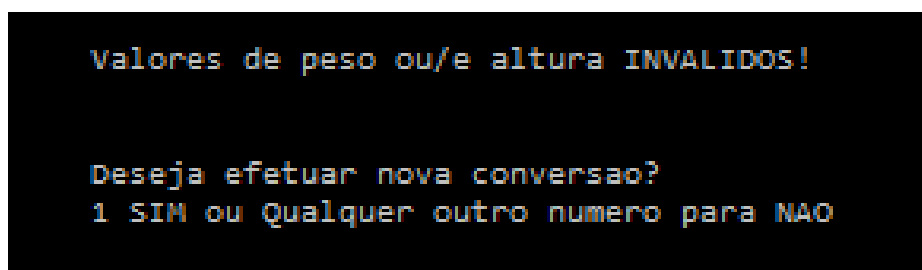 Valores de peso ou/e altura INVALIDOS!
Deseja efetuar nova conversao?
1 SIM ou Qualquer outro numero para NAO